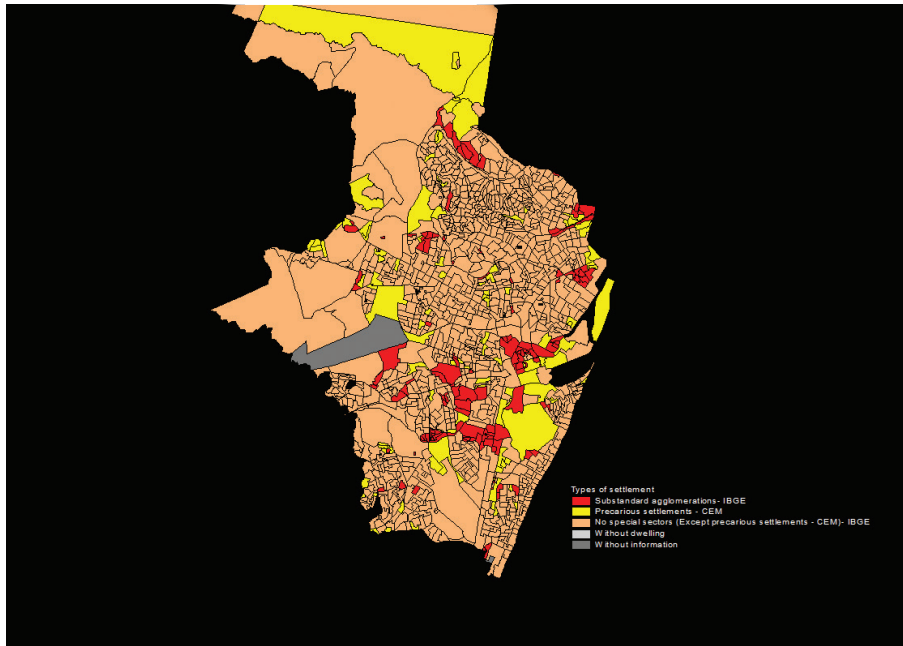 Types of settlement
Substandard agglomerations- IBGE
Precarious settlements - CEM
No special sectors (Except precarious settlements - CEM)- IBGE
Without dwelling
Without information